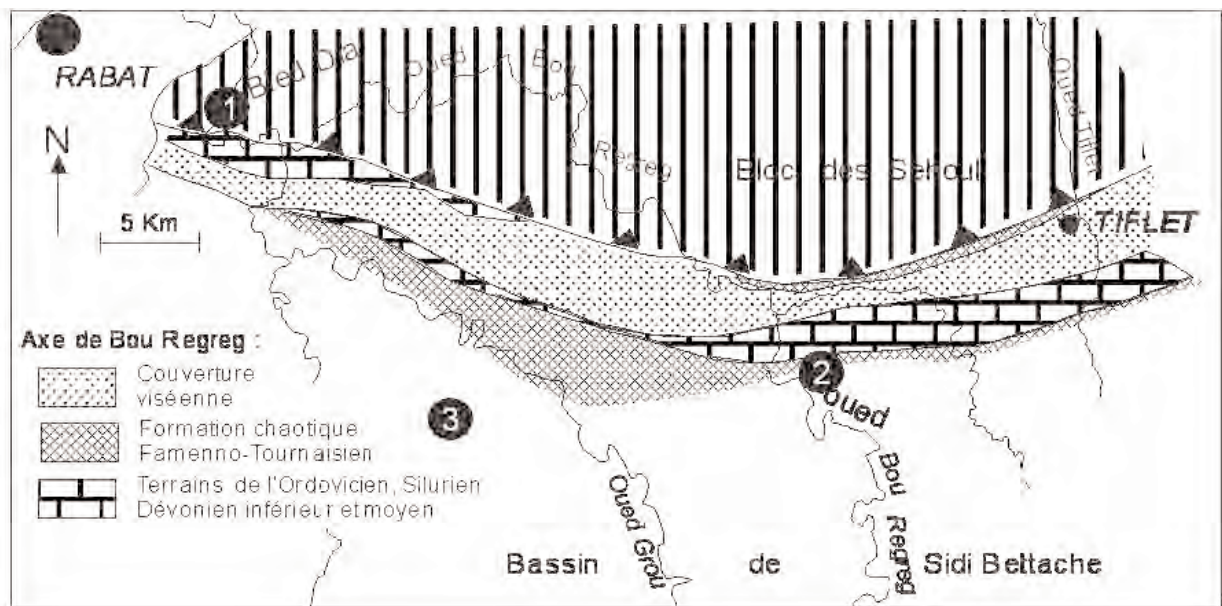 RABAT
1
Bled Dfa
Oued
Bou
Regreg
Oued Tiflet
Bloc des Sehoul
N
5 Km
TIFLET
Axe de Bou Regreg :
Couverture
viséenne
Formation chaotique
Famenno-Tournaisien
Terrains de l'Ordovicien, Silurien
Dévonien inférieur et moyen
3
2
oued
Bou Regreg
Oued Grou
Bassin de Sidi Bettache